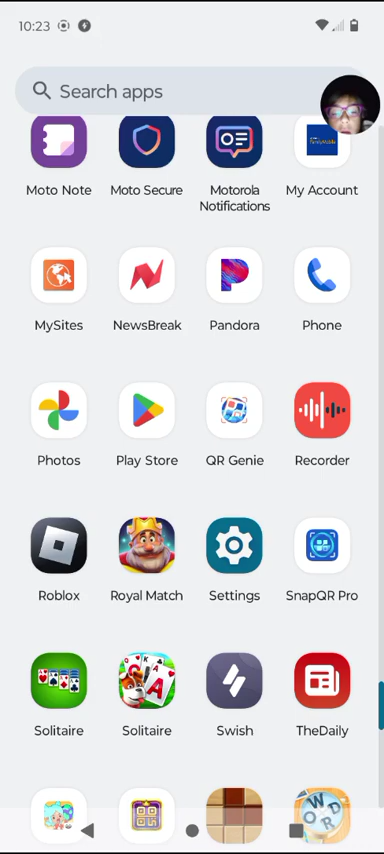 10:23
Search apps
Moto Note
Moto Secure
Motorola Notifications
My Account
MySites
NewsBreak
Pandora
Phone
Photos
Play Store
QR Genie
Recorder
Roblox
Royal Match
Settings
SnapQR Pro
Solitaire
Solitaire
Swish
TheDaily